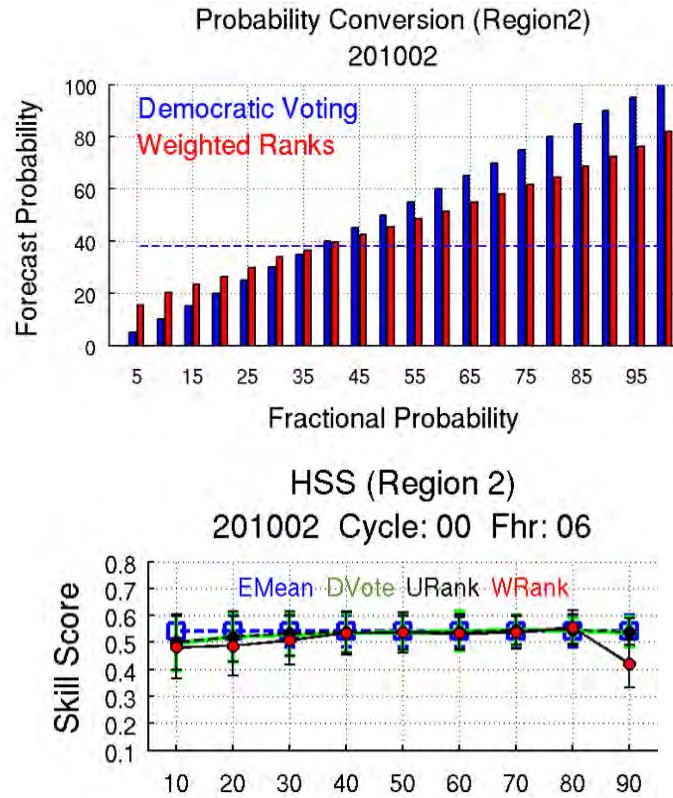 Probability Conversion (Region2)
201002
Forecast Probability
100
80
60
40
20
0
Democratic Voting
Weighted Ranks
5 15 25 35 45 55 65 75 85 95
Fractional Probability
HSS (Region 2)
201002 Cycle: 00 Fhr: 06
Skill Score
0.8
0.7
0.6
0.5
0.4
0.3
0.2
0.1
EMean DVote URank WRank
10 20 30 40 50 60 70 80 90